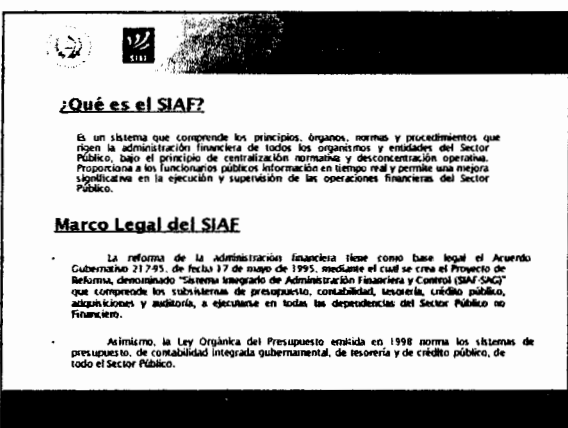 SIAF
¿Qué es el SIAF?
Es un sistema que comprende los principios, órganos, normas y procedimientos que
rigen la administración financiera de todos los organismos y entidades del Sector
Público, bajo el principio de centralización normativa y desconcentración operativa.
Proporciona a los funcionarios públicos información en tiempo real y permite una mejora
significativa en la ejecución y supervisión de las operaciones financieras del Sector
Público.
Marco Legal del SIAF
· La reforma de la administración financiera tiene como base legal el Acuerdo
Gubernativo 217-95, de fecha 17 de mayo de 1995, mediante el cual se crea el Proyecto de
Reforma, denominado "Sistema Integrado de Administración Financiera y Control (SIAF-SAG)"
que comprende los subsistemas de presupuesto, contabilidad, tesorería, crédito público,
adquisiciones y auditoría, a ejecutarse en todas las dependencias del Sector Público no
Financiero.
· Asimismo, la Ley Orgánica del Presupuesto emitida en 1998 norma los sistemas de
presupuesto, de contabilidad integrada gubernamental, de tesorería y de crédito público, de
todo el Sector Público.